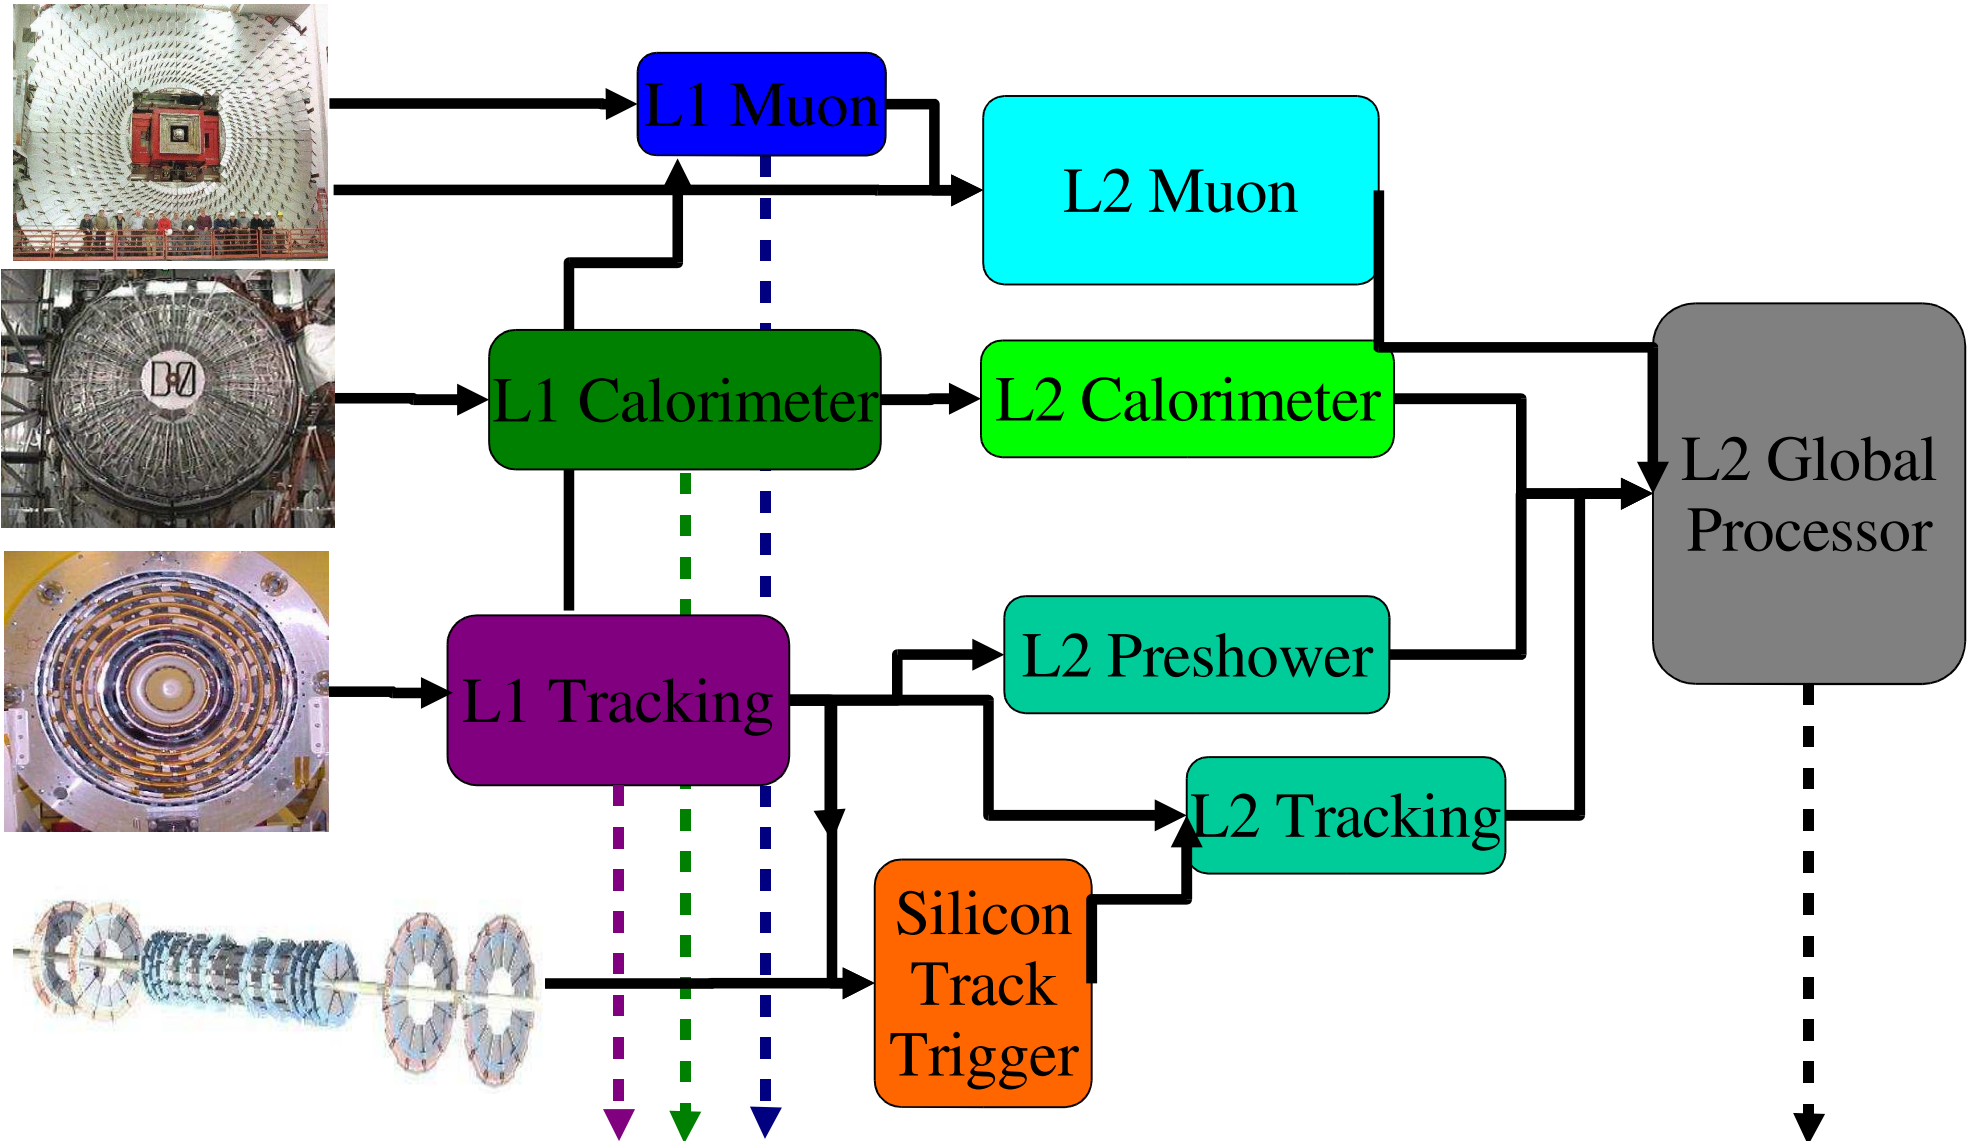 L1 Muon
L2 Muon
DØ
L1 Calorimeter
L2 Calorimeter
L2 Global
Processor
L2 Preshower
L1 Tracking
L2 Tracking
Silicon
Track
Trigger